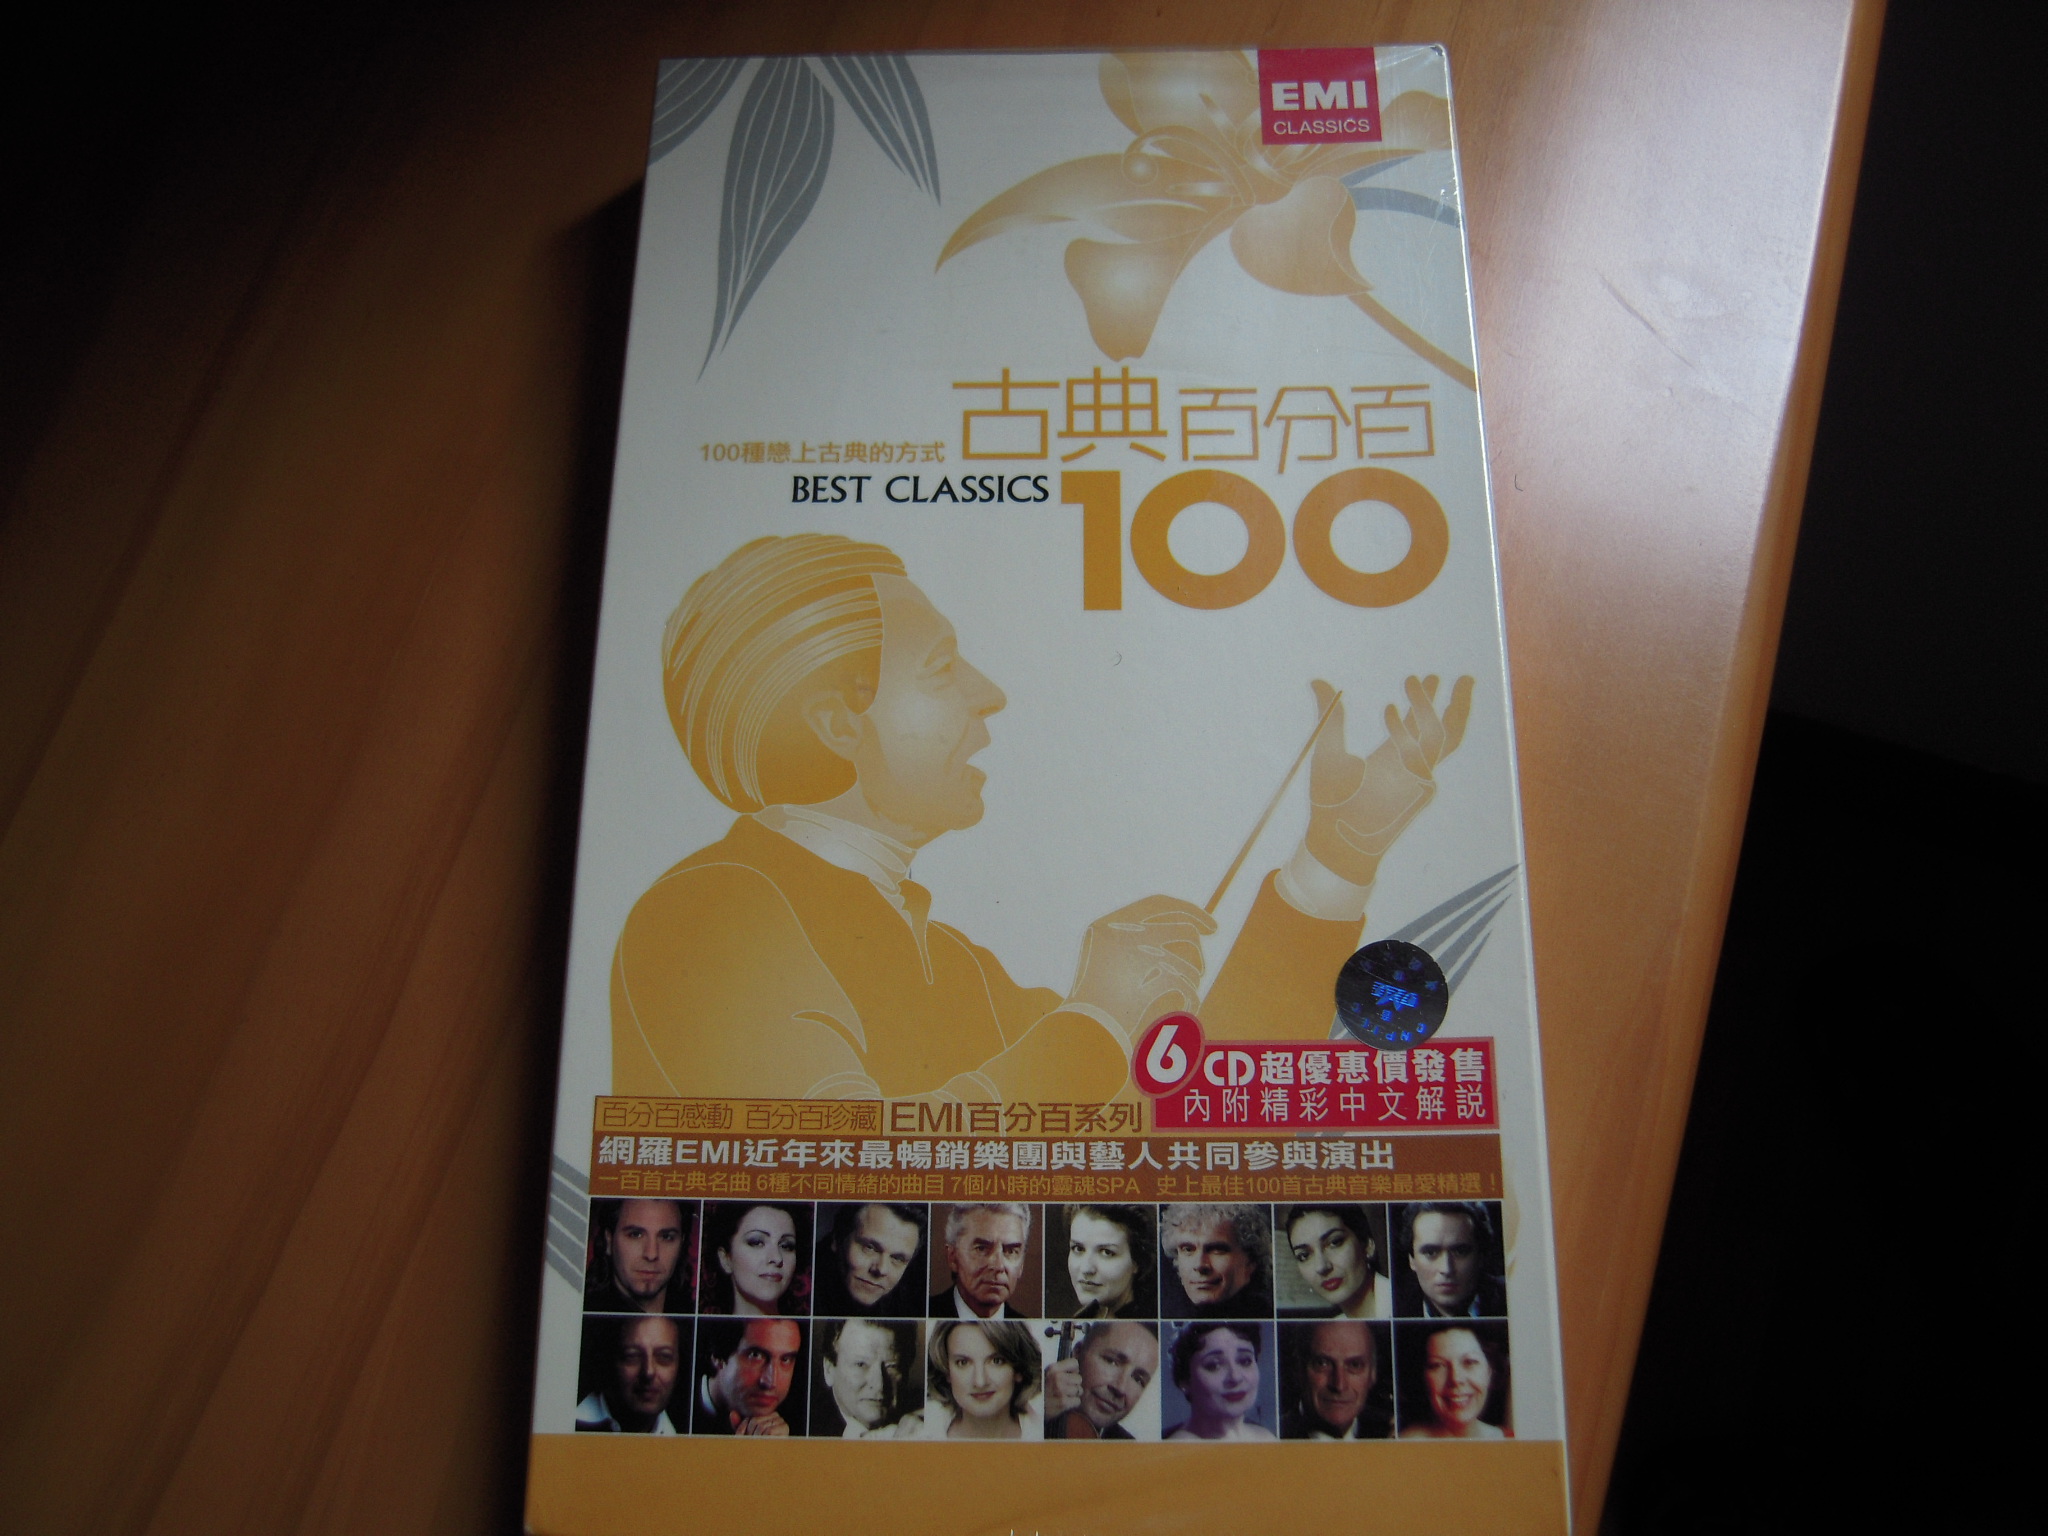 EMI
CLASSICS
古典百分百
100種戀上古典的方式
BEST CLASSICS 100
6CD超優惠價發售
內附精彩中文解説
百分百感動 百分百珍藏 EMI百分百系列
網羅EMI近年來最暢銷樂團與藝人共同參與演出
一百首古典名曲 6種不同情緒的曲目 7個小時的靈魂SPA 史上最佳100首古典音樂最愛精選！